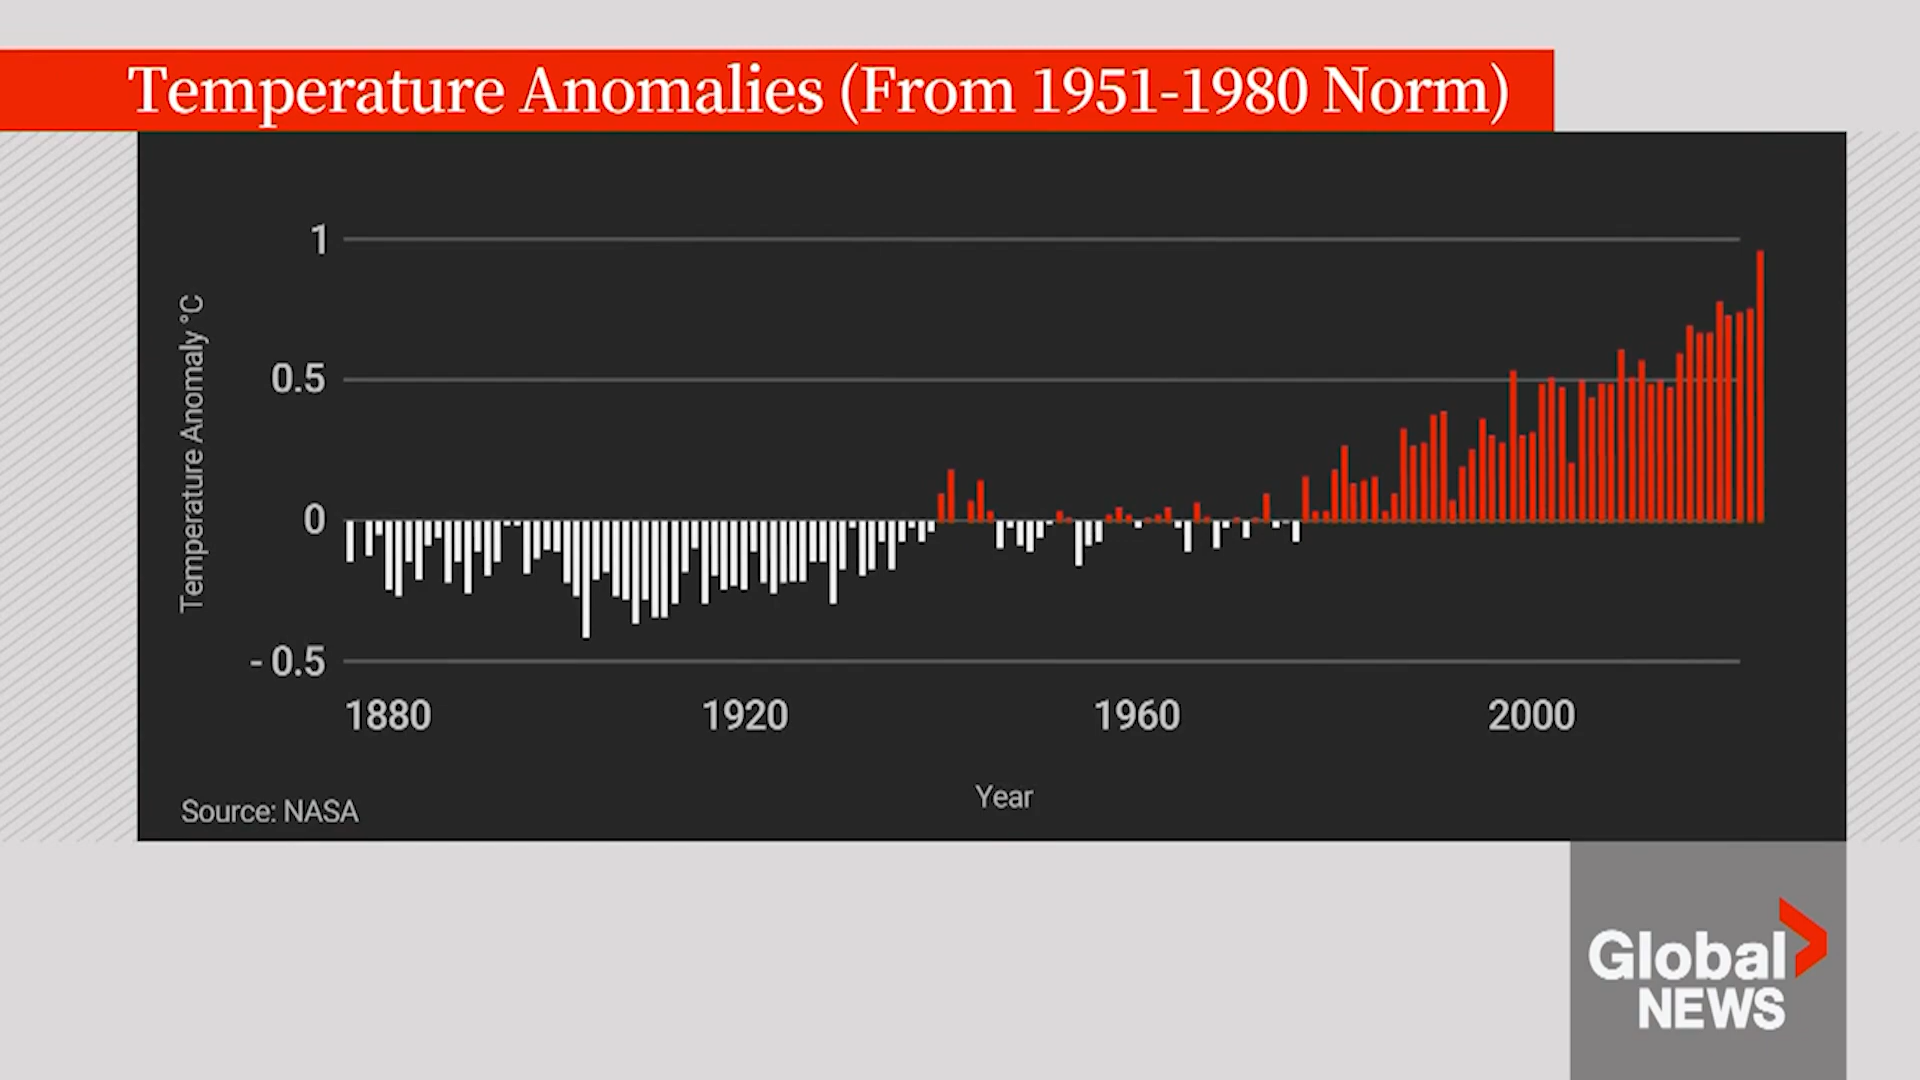 Temperature Anomalies (From 1951-1980 Norm)
1
0.5
0
- 0.5
Temperature Anomaly °C
1880 1920 1960 2000
Year
Source: NASA
Global
NEWS